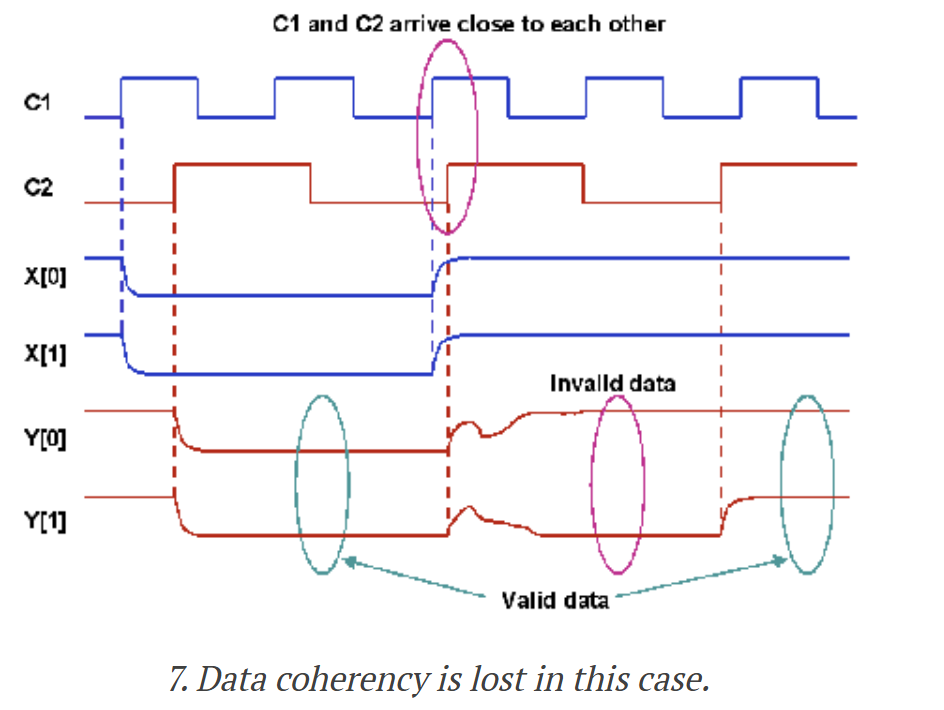 C1 and C2 arrive close to each other
C1
C2
X[0]
X[1]
Invalid data
Y[0]
Y[1]
Valid data
7. Data coherency is lost in this case.